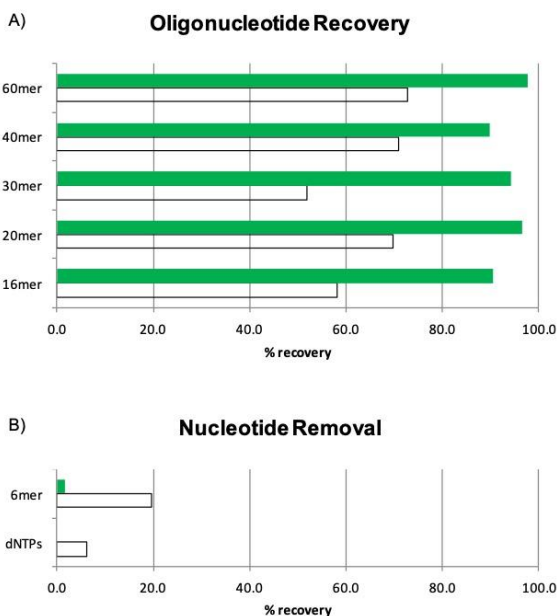 A)
Oligonucleotide Recovery
60mer
40mer
30mer
20mer
16mer
0.0 20.0 40.0 60.0 80.0 100.0
% recovery
B)
Nucleotide Removal
6mer
dNTPs
0.0 20.0 40.0 60.0 80.0 100.0
% recovery